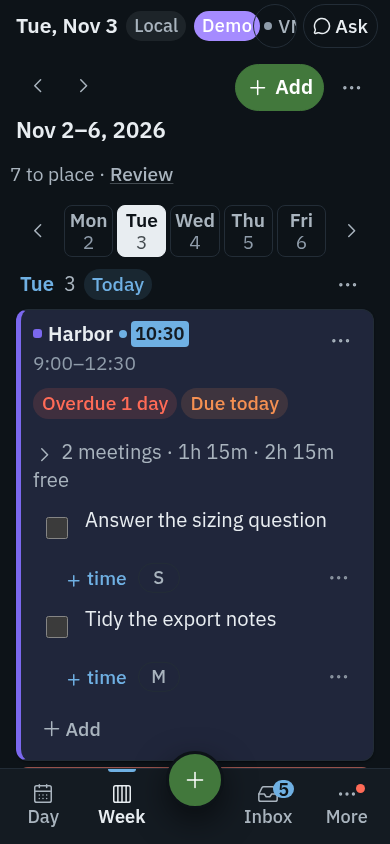 Tue, Nov 3 Local Demo VM Ask
+ Add ···
Nov 2–6, 2026
7 to place · Review
Mon Tue Wed Thu Fri
2 3 4 5 6
Tue 3 Today ···
Harbor 10:30 ···
9:00–12:30
Overdue 1 day Due today
2 meetings · 1h 15m · 2h 15m
free
Answer the sizing question
+ time S ···
Tidy the export notes
+ time M ···
+ Add
+
5
Day Week Inbox More